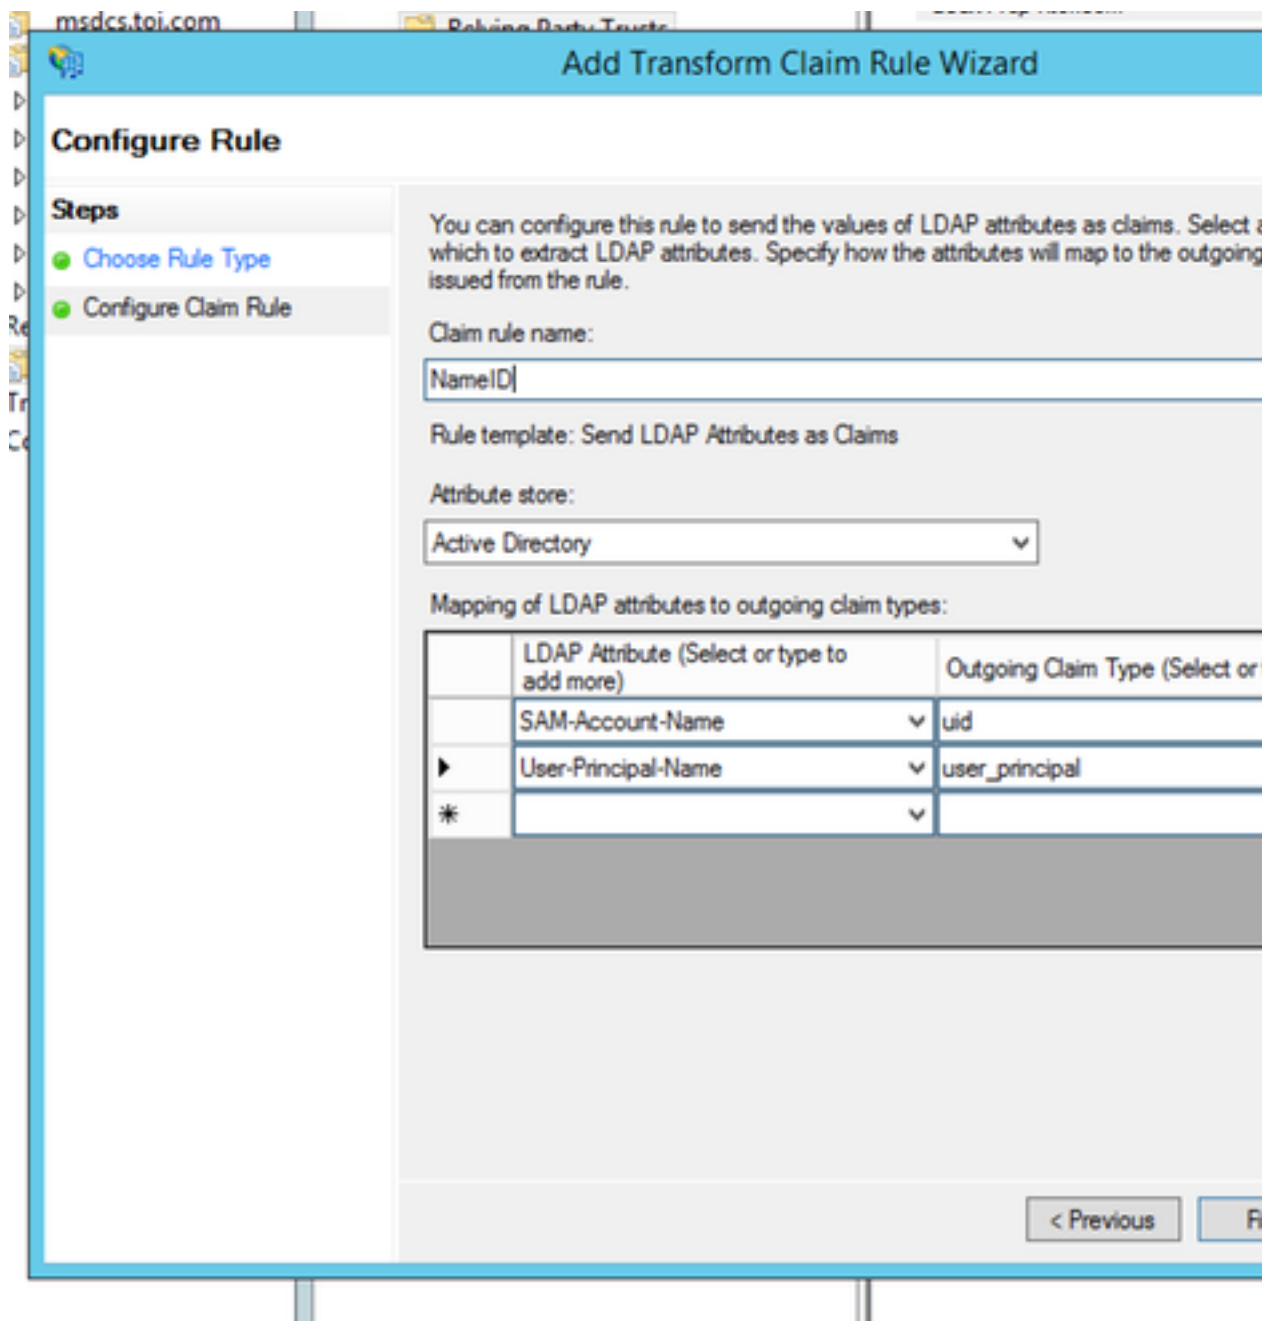 msdcs.toi.com
Relying Party Trusts
Add Transform Claim Rule Wizard
Configure Rule
Steps
Choose Rule Type
Configure Claim Rule
You can configure this rule to send the values of LDAP attributes as claims. Select
which to extract LDAP attributes. Specify how the attributes will map to the outgoing
issued from the rule.
Claim rule name:
NameID
Rule template: Send LDAP Attributes as Claims
Attribute store:
Active Directory
Mapping of LDAP attributes to outgoing claim types:
LDAP Attribute (Select or type to
add more)
Outgoing Claim Type (Select or
SAM-Account-Name
uid
User-Principal-Name
user_principal
< Previous